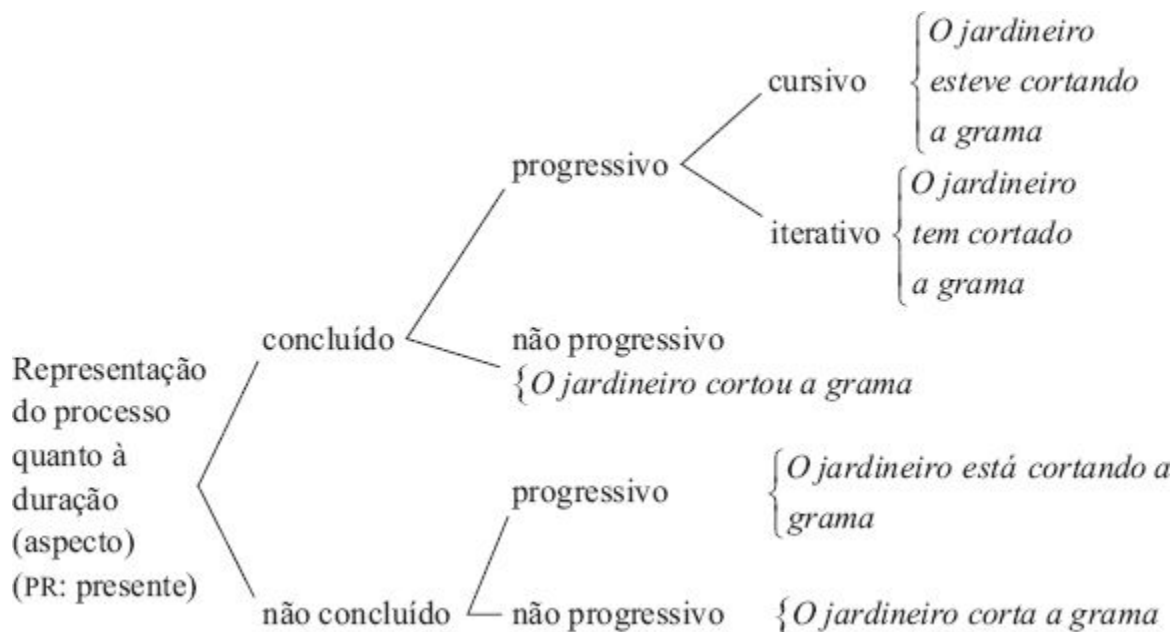 O jardineiro
cursivo
esteve cortando
a grama
progressivo
O jardineiro
iterativo
tem cortado
a grama
concluído
não progressivo
{O jardineiro cortou a grama
Representação
do processo
quanto à
duração
(aspecto)
(PR: presente)
O jardineiro está cortando a
progressivo
grama
não concluído
não progressivo
{O jardineiro corta a grama